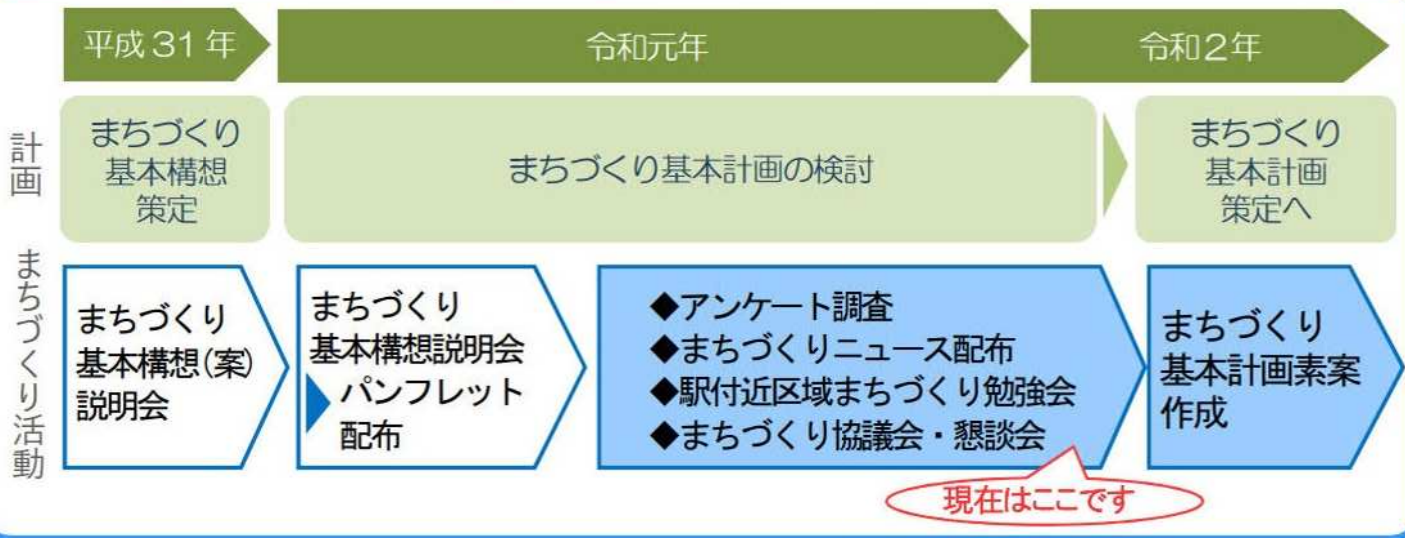 平成31年
令和元年
令和2年
計画
まちづくり
基本構想
策定
まちづくり基本計画の検討
まちづくり
基本計画
策定へ
まちづくり活動
まちづくり
基本構想(案)
説明会
まちづくり
基本構想説明会
パンフレット
配布
◆アンケート調査
◆まちづくりニュース配布
◆駅付近区域まちづくり勉強会
◆まちづくり協議会・懇談会
まちづくり
基本計画素案
作成
現在はここです